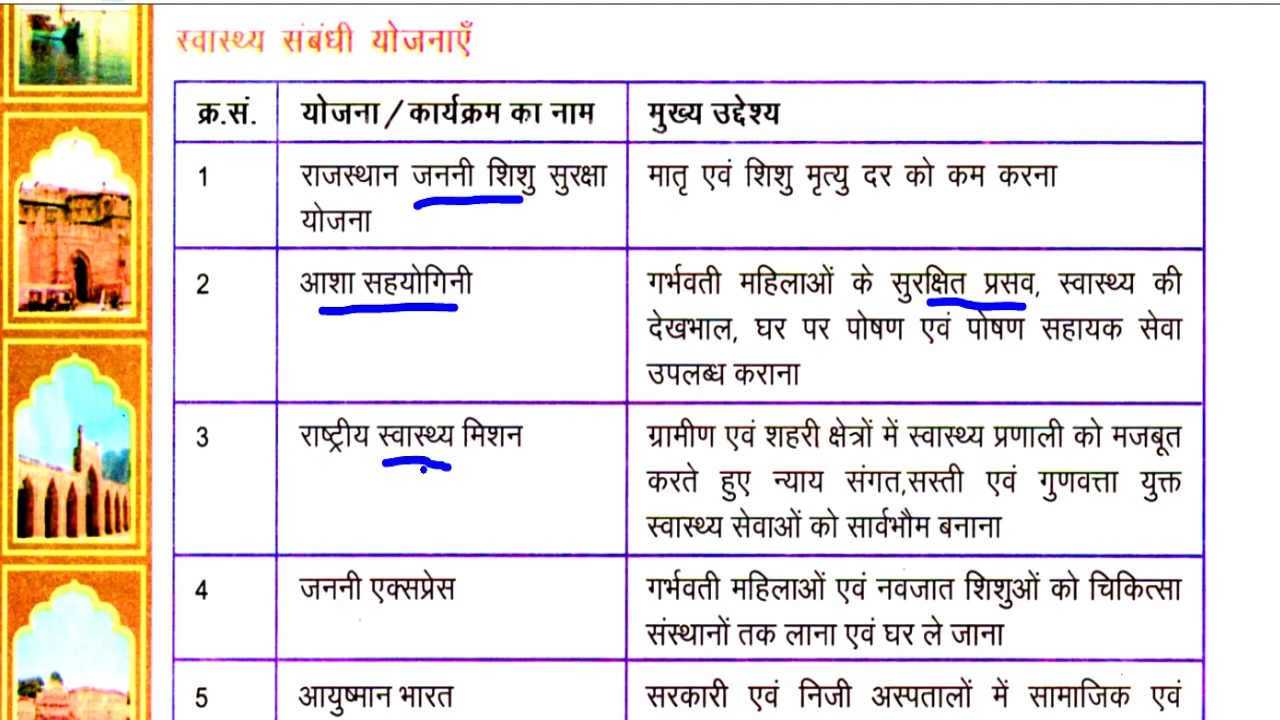 स्वास्थ्य संबंधी योजनाएँ
क्र.सं. योजना / कार्यक्रम का नाम मुख्य उद्देश्य
1 राजस्थान जननी शिशु सुरक्षा मातृ एवं शिशु मृत्यु दर को कम करना
योजना
2 आशा सहयोगिनी गर्भवती महिलाओं के सुरक्षित प्रसव, स्वास्थ्य की
देखभाल, घर पर पोषण एवं पोषण सहायक सेवा
उपलब्ध कराना
3 राष्ट्रीय स्वास्थ्य मिशन ग्रामीण एवं शहरी क्षेत्रों में स्वास्थ्य प्रणाली को मजबूत
करते हुए न्याय संगत,सस्ती एवं गुणवत्ता युक्त
स्वास्थ्य सेवाओं को सार्वभौम बनाना
4 जननी एक्सप्रेस गर्भवती महिलाओं एवं नवजात शिशुओं को चिकित्सा
संस्थानों तक लाना एवं घर ले जाना
5 आयुष्मान भारत सरकारी एवं निजी अस्पतालों में सामाजिक एवं